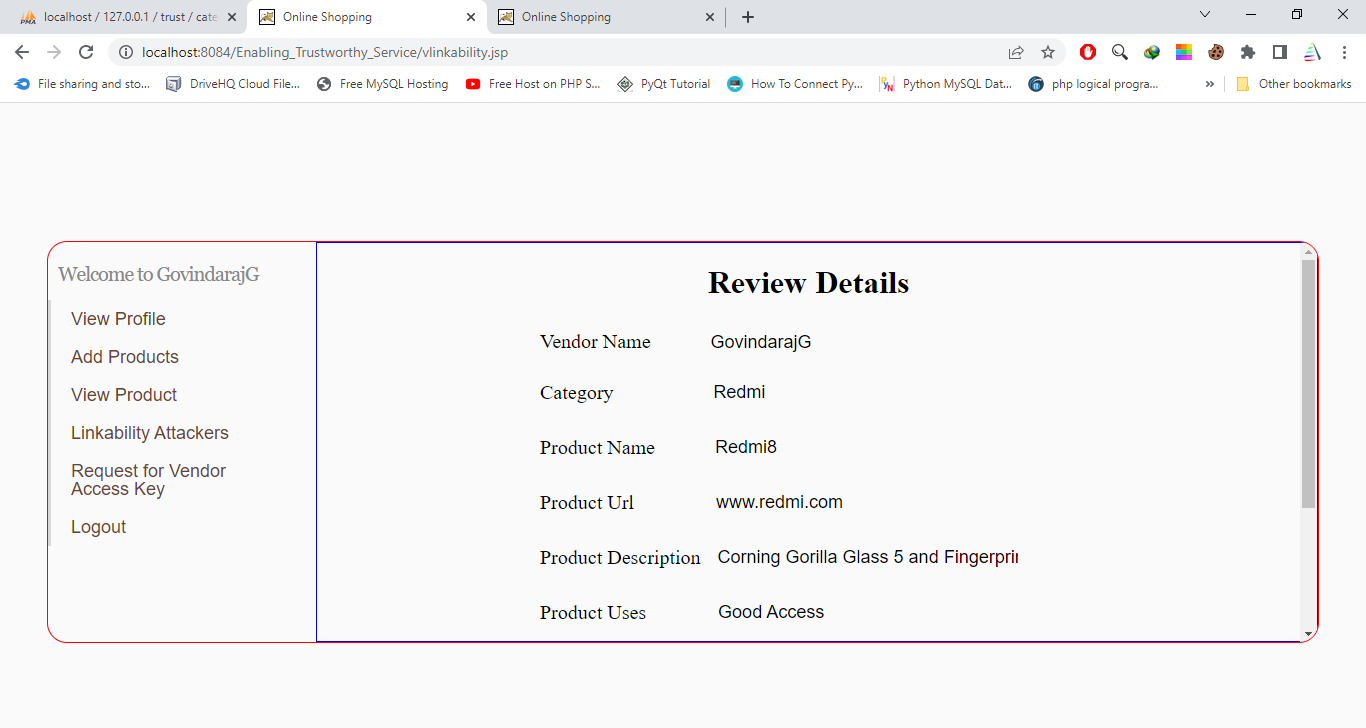 localhost / 127.0.0.1 / trust / cate
Online Shopping
Online Shopping
localhost:8084/Enabling_Trustworthy_Service/vlinkability.jsp
File sharing and sto...
DriveHQ Cloud File...
Free MySQL Hosting
Free Host on PHP S...
PyQt Tutorial
How To Connect Py...
Python MySQL Dat...
php logical progra...
»
Other bookmarks
Welcome to GovindarajG
View Profile
Add Products
View Product
Linkability Attackers
Request for Vendor
Access Key
Logout
Review Details
Vendor Name GovindarajG
Category Redmi
Product Name Redmi8
Product Url www.redmi.com
Product Description Corning Gorilla Glass 5 and Fingerprin
Product Uses Good Access